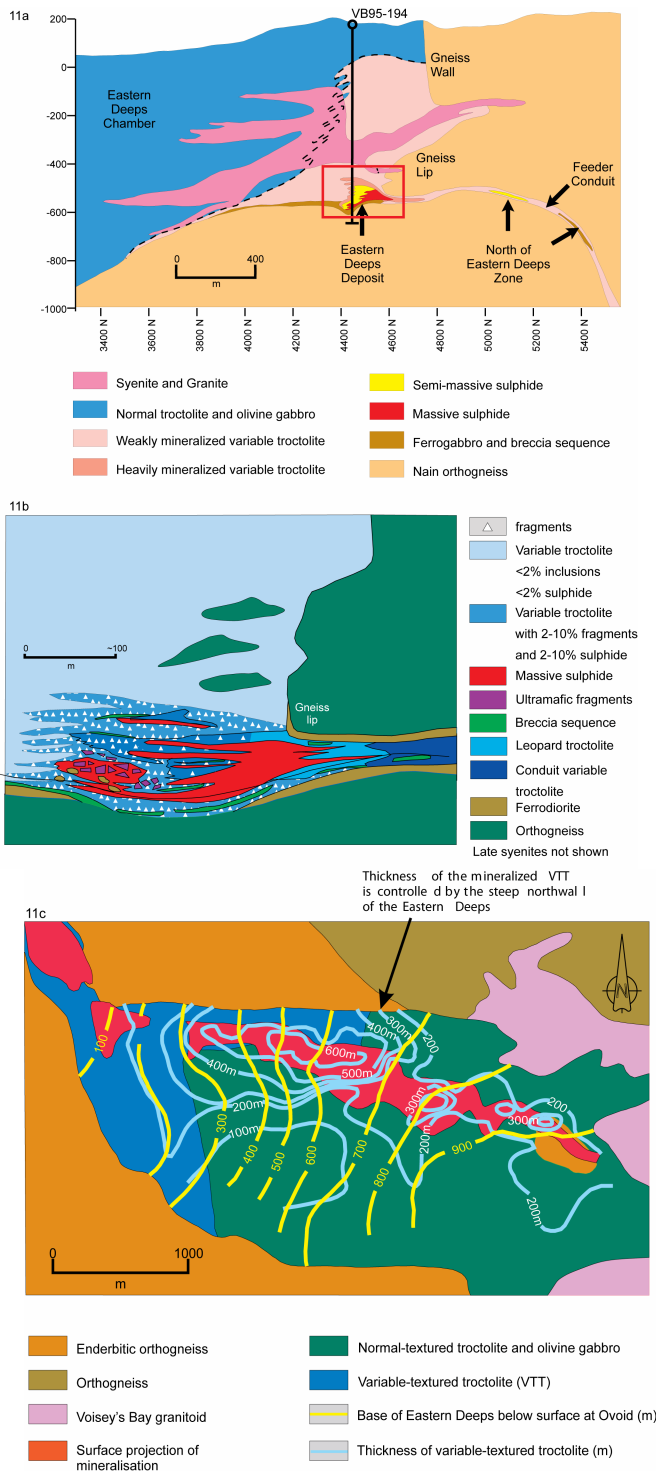 11a
VB95-194
200
0
-200
-400
-600
-800
-1000
Eastern
Deeps
Chamber
Gneiss
Wall
Gneiss
Lip
Feeder
Conduit
0 400
m
Eastern
Deeps
Deposit
North of
Eastern Deeps
Zone
3400 N
3600 N
3800 N
4000 N
4200 N
4400 N
4600 N
4800 N
5000 N
5200 N
5400 N
Syenite and Granite
Normal troctolite and olivine gabbro
Weakly mineralized variable troctolite
Heavily mineralized variable troctolite
Semi-massive sulphide
Massive sulphide
Ferrogabbro and breccia sequence
Nain orthogneiss
11b
0 ~100
m
Gneiss
lip
fragments
Variable troctolite
<2% inclusions
<2% sulphide
Variable troctolite
with 2-10% fragments
and 2-10% sulphide
Massive sulphide
Ultramafic fragments
Breccia sequence
Leopard troctolite
Conduit variable
troctolite
Ferrodiorite
Orthogneiss
Late syenites not shown
Thickness of the mineralized VTT
is controlle d by the steep northwal l
of the Eastern Deeps
11c
N
100
300m
400m
200
600m
400m
500m
200m
300m
200
300m
100m
300
200m
400
500
600
700
800
900
200m
0 1000
m
Enderbitic orthogneiss
Orthogneiss
Voisey's Bay granitoid
Surface projection of
mineralisation
Normal-textured troctolite and olivine gabbro
Variable-textured troctolite (VTT)
Base of Eastern Deeps below surface at Ovoid (m)
Thickness of variable-textured troctolite (m)